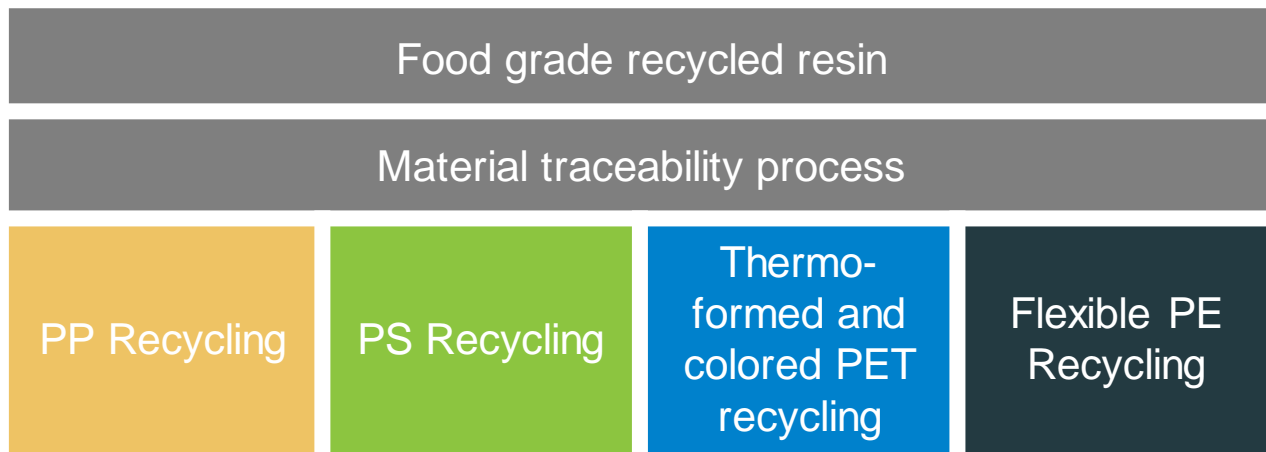 Food grade recycled resin
Material traceability process
PP Recycling
PS Recycling
Thermo-
formed and
colored PET
recycling
Flexible PE
Recycling